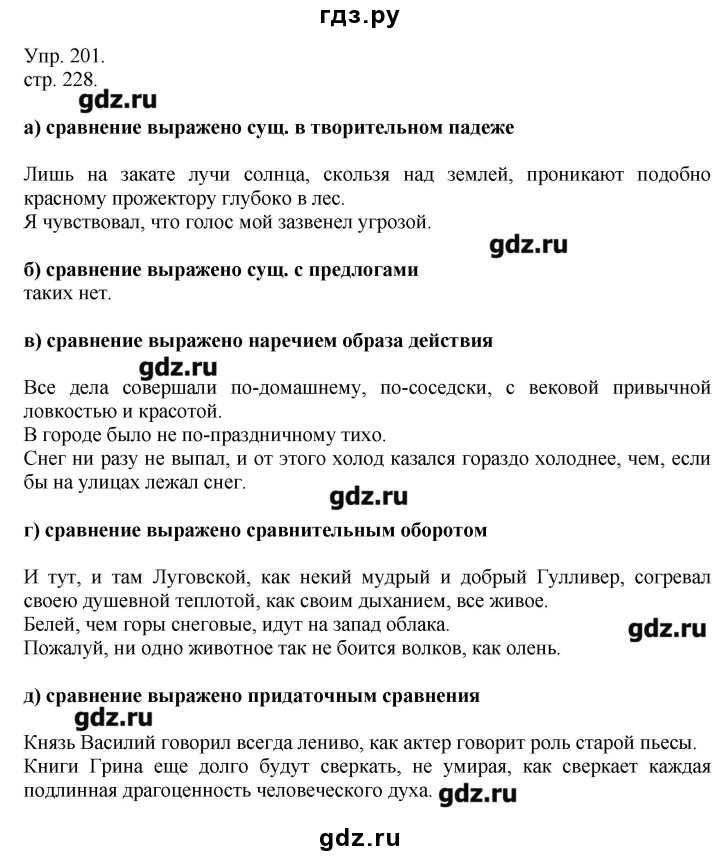 гдз.ру
Упр. 201.
стр. 228.
gdz.ru
а) сравнение выражено сущ. в творительном падеже
Лишь на закате лучи солнца, скользя над землей, проникают подобно
красному прожектору глубоко в лес.
Я чувствовал, что голос мой зазвенел угрозой.
gdz.ru
б) сравнение выражено сущ. с предлогами
таких нет.
в) сравнение выражено наречием образа действия
gdz.ru
Все дела совершали по-домашнему, по-соседски, с вековой привычной
ловкостью и красотой.
В городе было не по-праздничному тихо.
Снег ни разу не выпал, и от этого холод казался гораздо холоднее, чем, если
бы на улицах лежал снег.
gdz.ru
г) сравнение выражено сравнительным оборотом
И тут, и там Луговской, как некий мудрый и добрый Гулливер, согревал
своею душевной теплотой, как своим дыханием, все живое.
Белей, чем горы снеговые, идут на запад облака.
gdz.ru
Пожалуй, ни одно животное так не боится волков, как олень.
д) сравнение выражено придаточным сравнения
gdz.ru
Князь Василий говорил всегда лениво, как актер говорит роль старой пьесы.
Книги Грина еще долго будут сверкать, не умирая, как сверкает каждая
подлинная драгоценность человеческого духа.
gdz.ru
gdz.ru